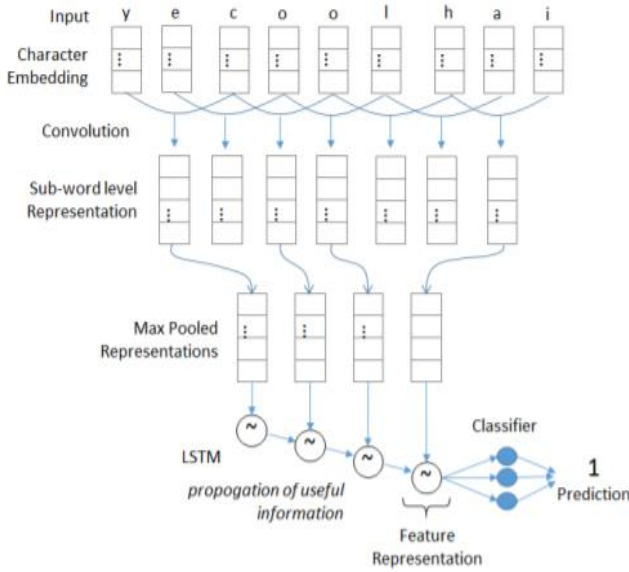 Input y e c o o l h a i
Character
Embedding
Convolution
Sub-word level
Representation
Max Pooled
Representations
LSTM
~
~
~
~
propogation of useful
information
Classifier
1
Prediction
Feature
Representation